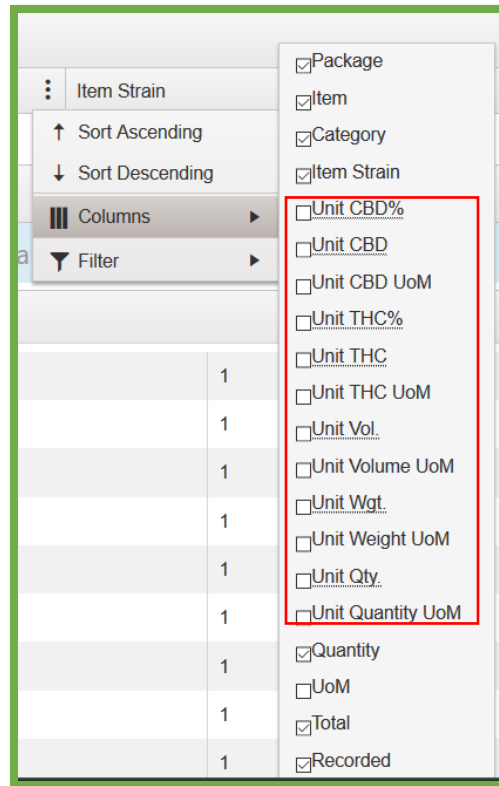 Item Strain
Sort Ascending
Sort Descending
Columns
Filter
a
Package
Item
Category
Item Strain
Unit CBD%
Unit CBD
Unit CBD UoM
Unit THC%
Unit THC
Unit THC UoM
Unit Vol.
Unit Volume UoM
Unit Wgt.
Unit Weight UoM
Unit Qty.
Unit Quantity UoM
Quantity
UoM
Total
Recorded
1
1
1
1
1
1
1
1
1